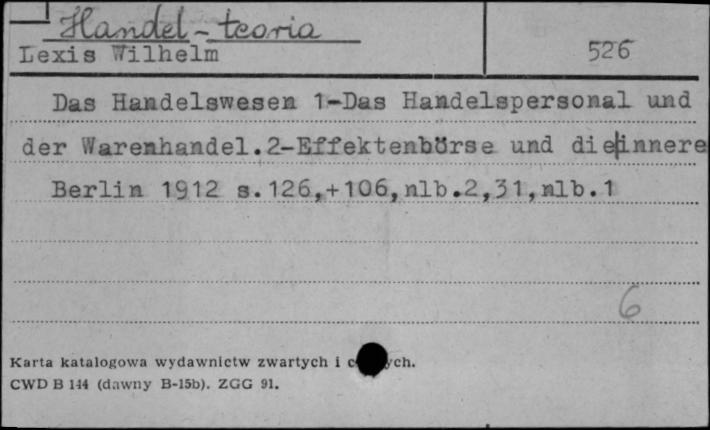 Handel - teoria
Lexis Wilhelm 526
Das Handelswesen 1-Das Handelspersonal und
der Warenhandel.2-Effektenbörse und die innere
Berlin 1912 s.126,+106,nlb.2,31,nlb.1
6
Karta katalogowa wydawnictw zwartych i
CWD B 144 (dawny B-15b). ZGG 91.